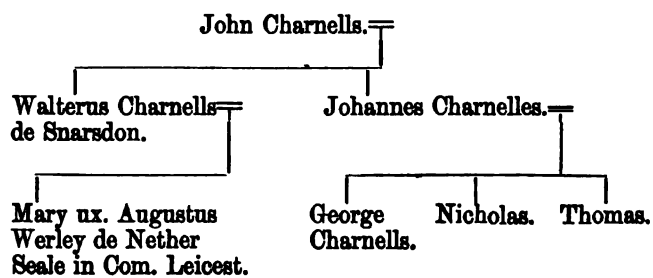 John Charnells.
Walterus Charnells
de Snarsdon.
Johannes Charnelles.
Mary ux. Augustus
Werley de Nether
Seale in Com. Leicest.
George
Charnells.
Nicholas.
Thomas.